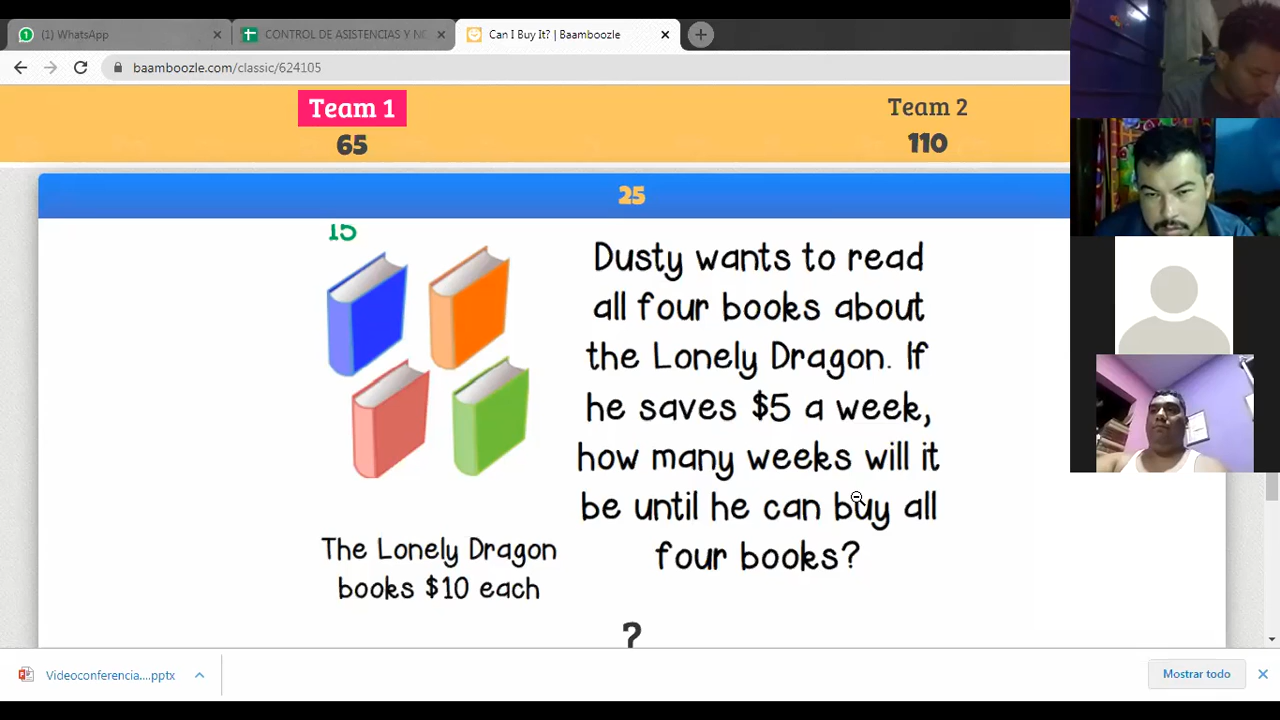 (1) WhatsApp
CONTROL DE ASISTENCIAS Y
Can I Buy It? | Baamboozle
baamboozle.com/classic/624105
Team 1
65
Team 2
110
25
15
Dusty wants to read
all four books about
the Lonely Dragon. If
he saves $5 a week,
how many weeks will it
be until he can buy all
four books?
The Lonely Dragon
books $10 each
?
Videoconferencia....pptx
Mostrar todo